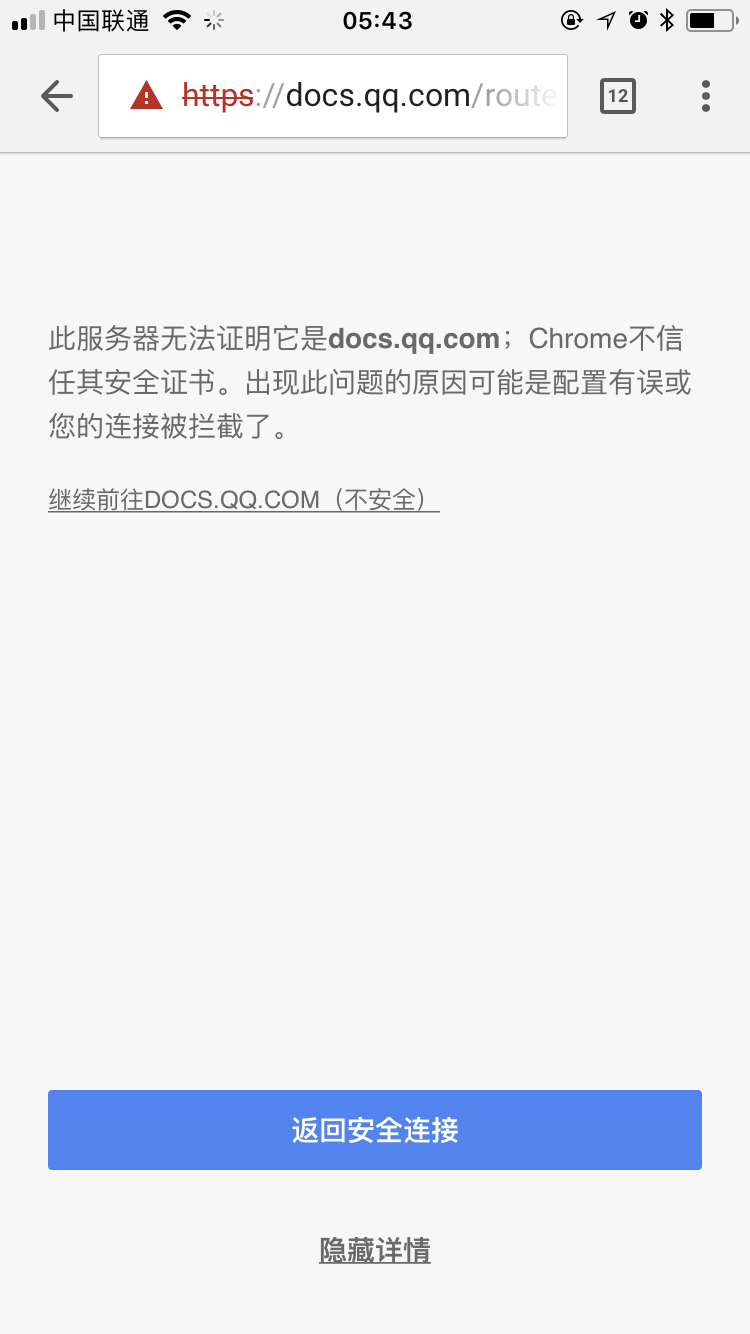 中国联通 05:43
https://docs.qq.com/route
12
此服务器无法证明它是docs.qq.com；Chrome不信
任其安全证书。出现此问题的原因可能是配置有误或
您的连接被拦截了。
继续前往DOCS.QQ.COM（不安全）
返回安全连接
隐藏详情